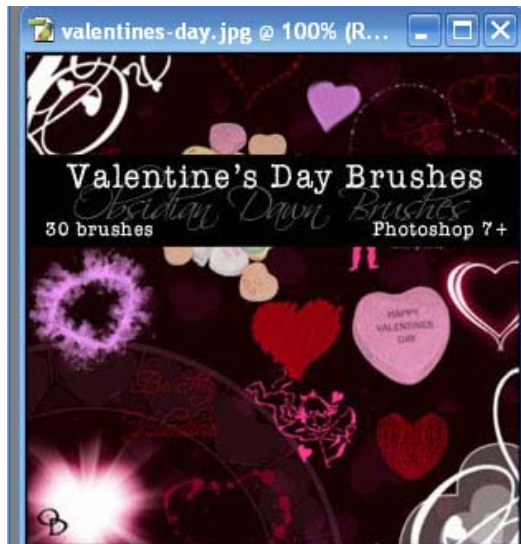 valentines-day.jpg @ 100% (R...
Valentine's Day Brushes
Obsidian Dawn Brushes
30 brushes
Photoshop 7+
HAPPY
VALENTINES
DAY